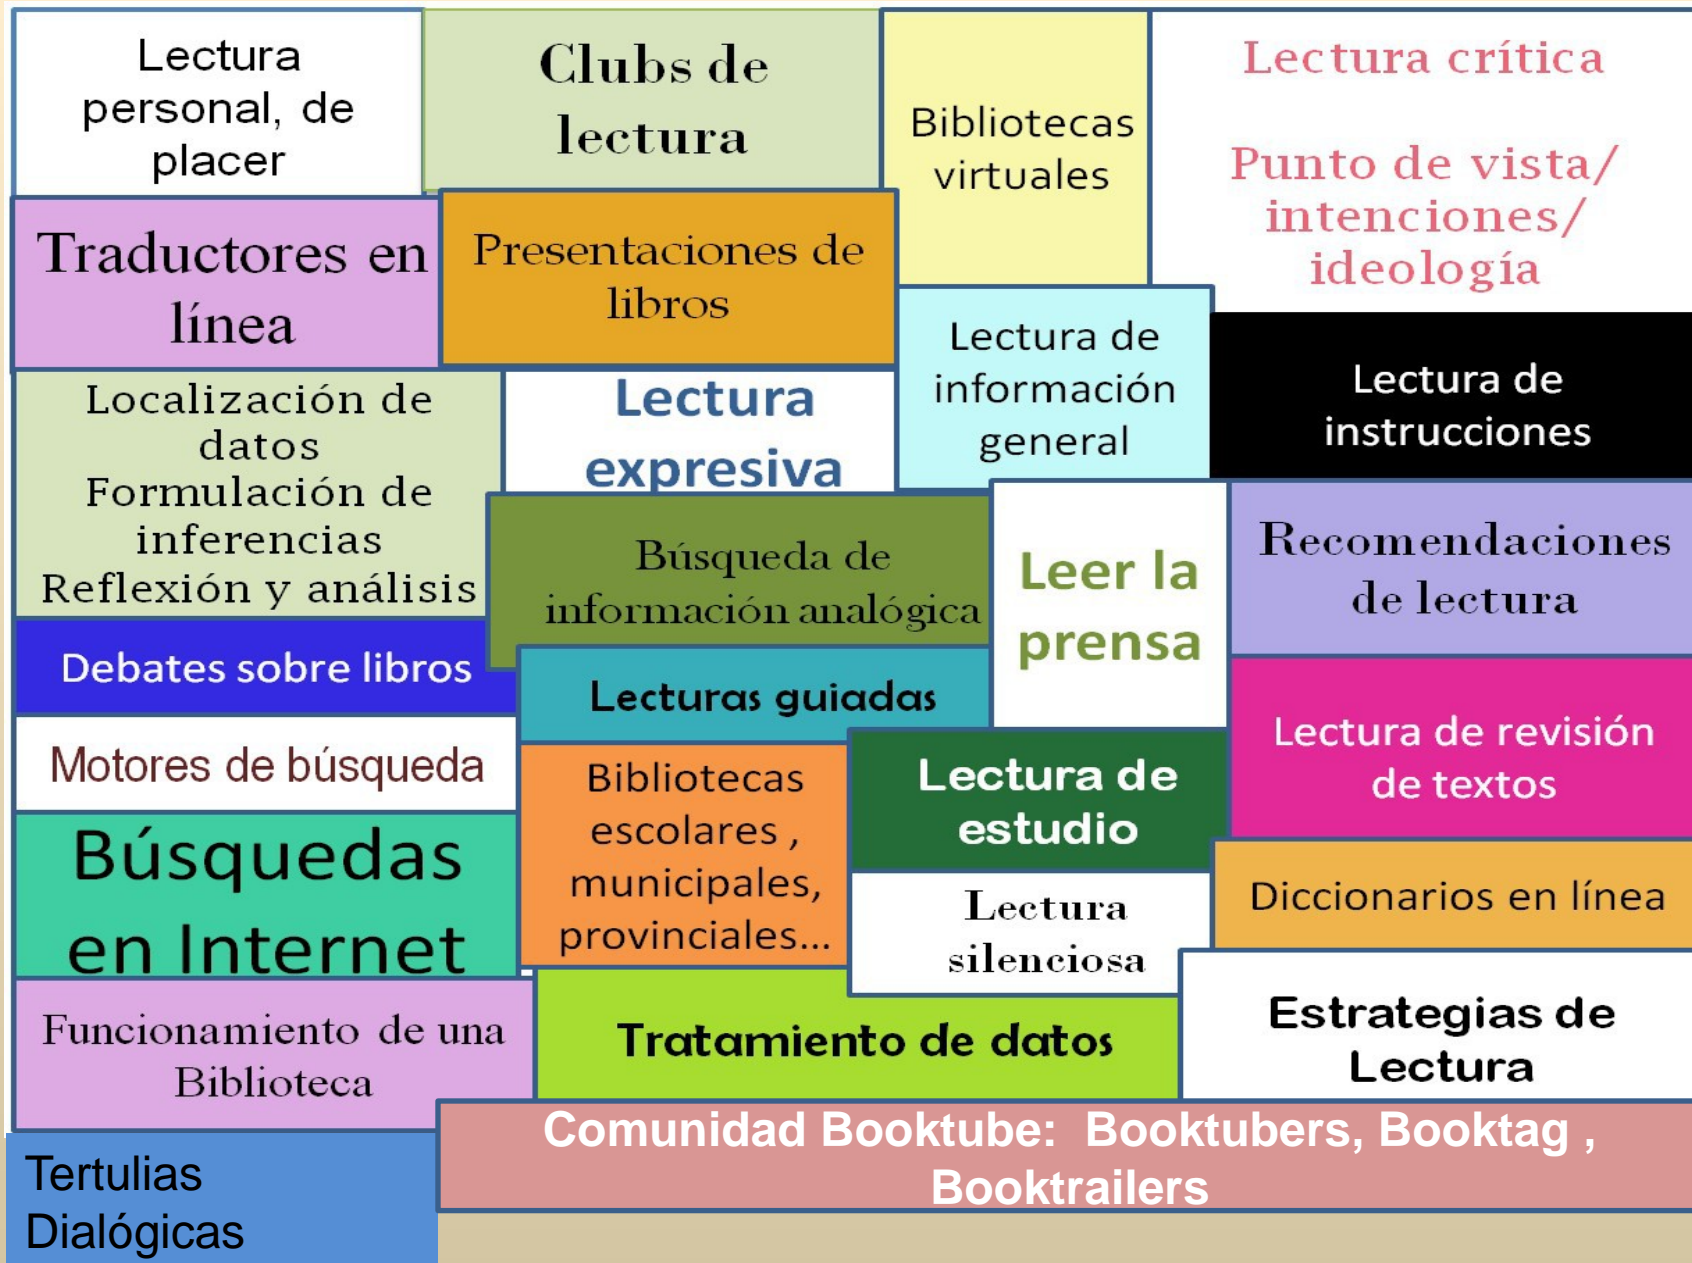 Lectura
personal, de
placer
Clubs de
lectura
Bibliotecas
virtuales
Lectura crítica
Punto de vista/
intenciones/
ideología
Traductores en
línea
Presentaciones de
libros
Lectura de
información
general
Lectura de
instrucciones
Localización de
datos
Formulación de
inferencias
Reflexión y análisis
Lectura
expresiva
Búsqueda de
información analógica
Leer la
prensa
Recomendaciones
de lectura
Debates sobre libros
Lecturas guiadas
Lectura de revisión
de textos
Motores de búsqueda
Bibliotecas
escolares ,
municipales,
provinciales...
Lectura de
estudio
Búsquedas
en Internet
Lectura
silenciosa
Diccionarios en línea
Funcionamiento de una
Biblioteca
Tratamiento de datos
Estrategias de
Lectura
Comunidad Booktube: Booktubers, Booktag ,
Booktrailers
Tertulias
Dialógicas